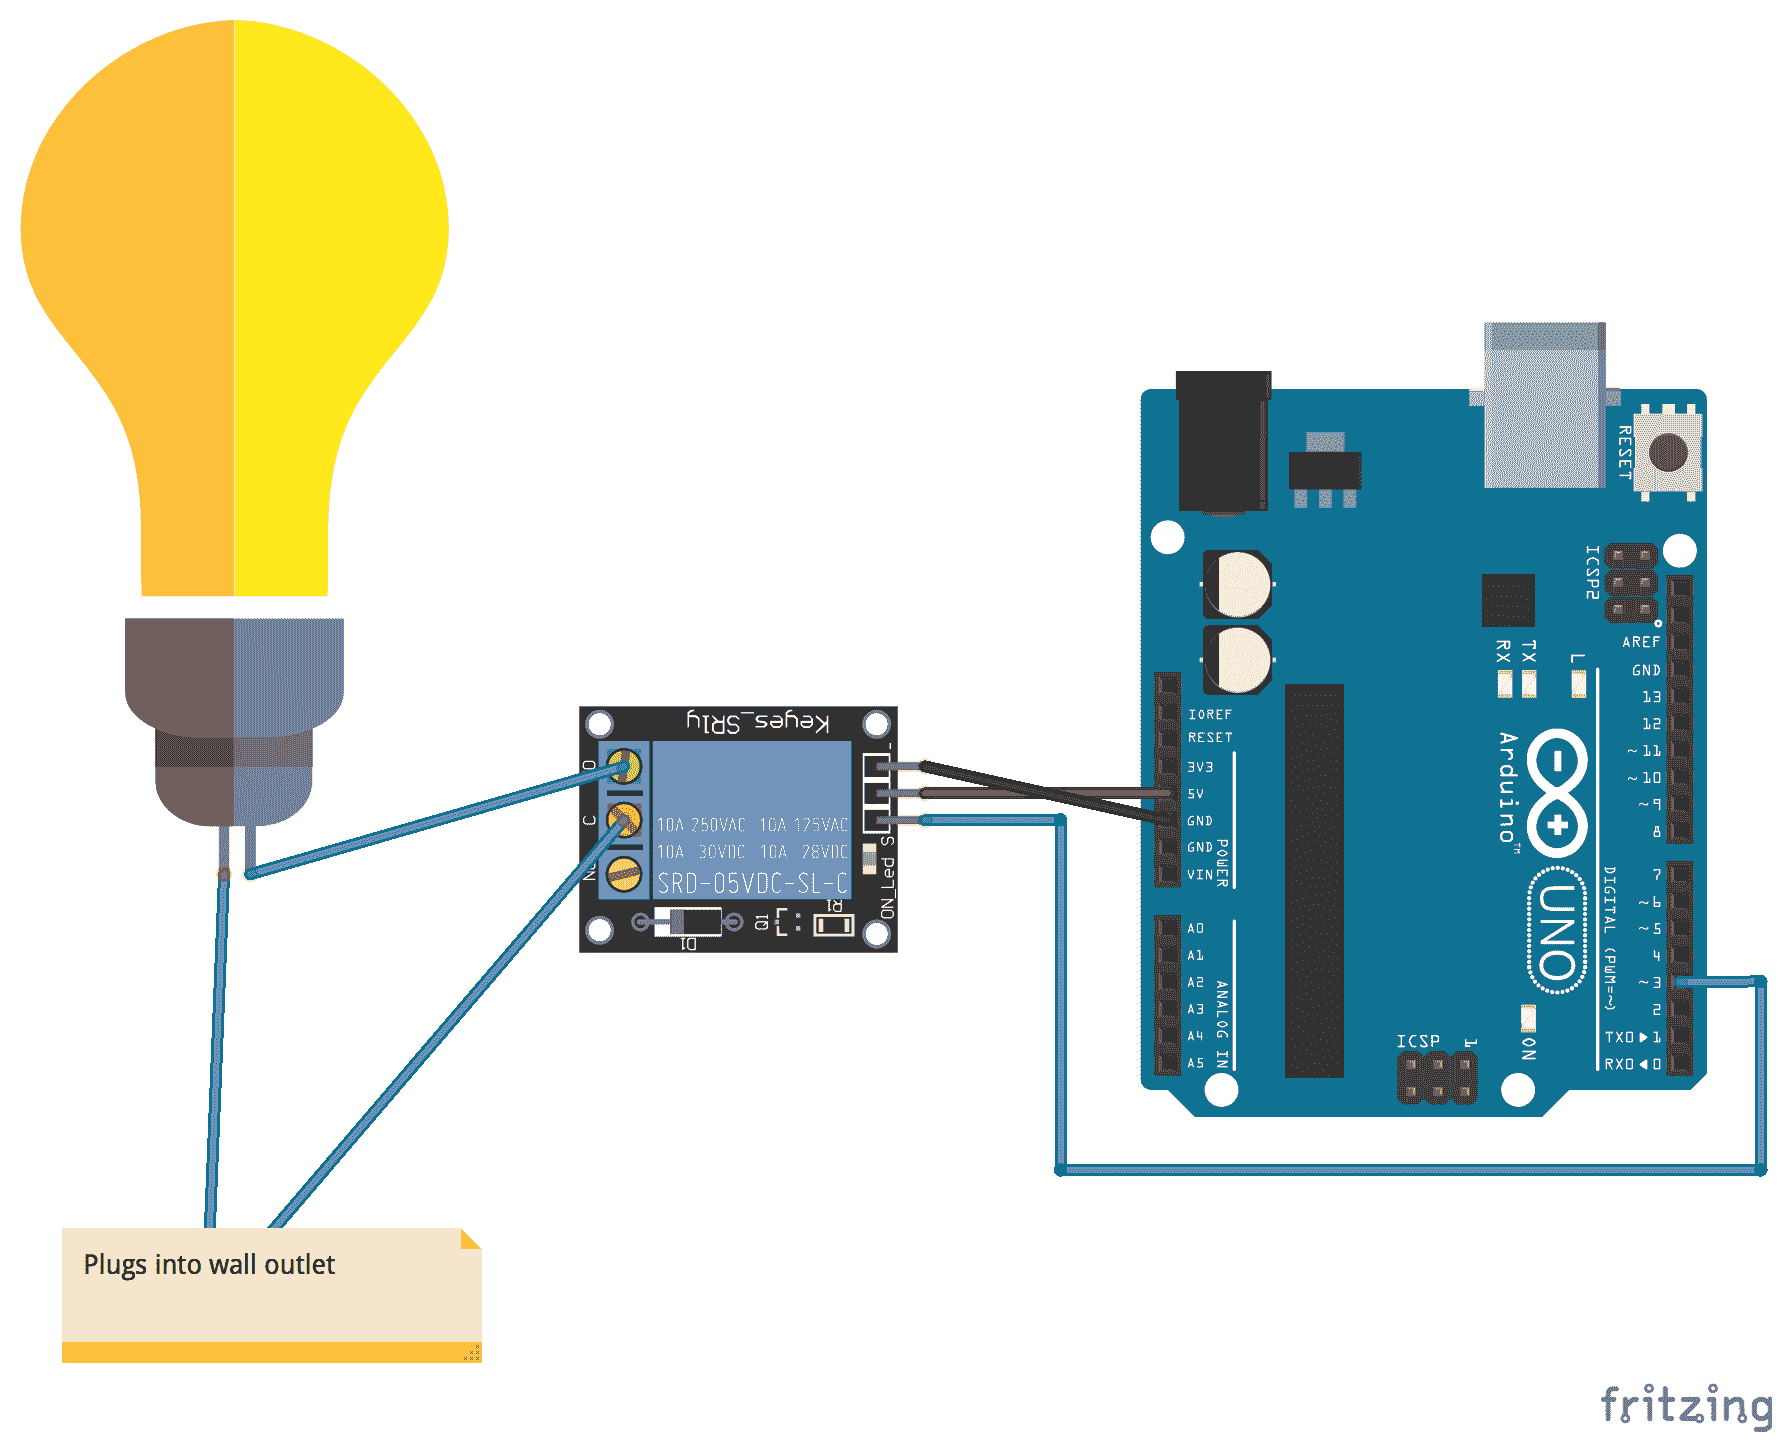 Keyes_SR1y
-
O
C
10A 250VAC 10A 125VAC
10A 30VDC 10A 28VDC
SRD-05VDC-SL-C
S
ON_Led
D1
Q1
R1
RESET
ICSP2
AREF
GND
13
12
~11
~10
~9
8
7
~6
~5
4
~3
2
TX0▶1
RX0◀0
DIGITAL (PWM=~)
RX
TX
L
IOREF
RESET
3V3
5V
GND
GND
VIN
POWER
A0
A1
A2
A3
A4
A5
ANALOG IN
Arduino™
UNO
ON
ICSP
1
Plugs into wall outlet
fritzing